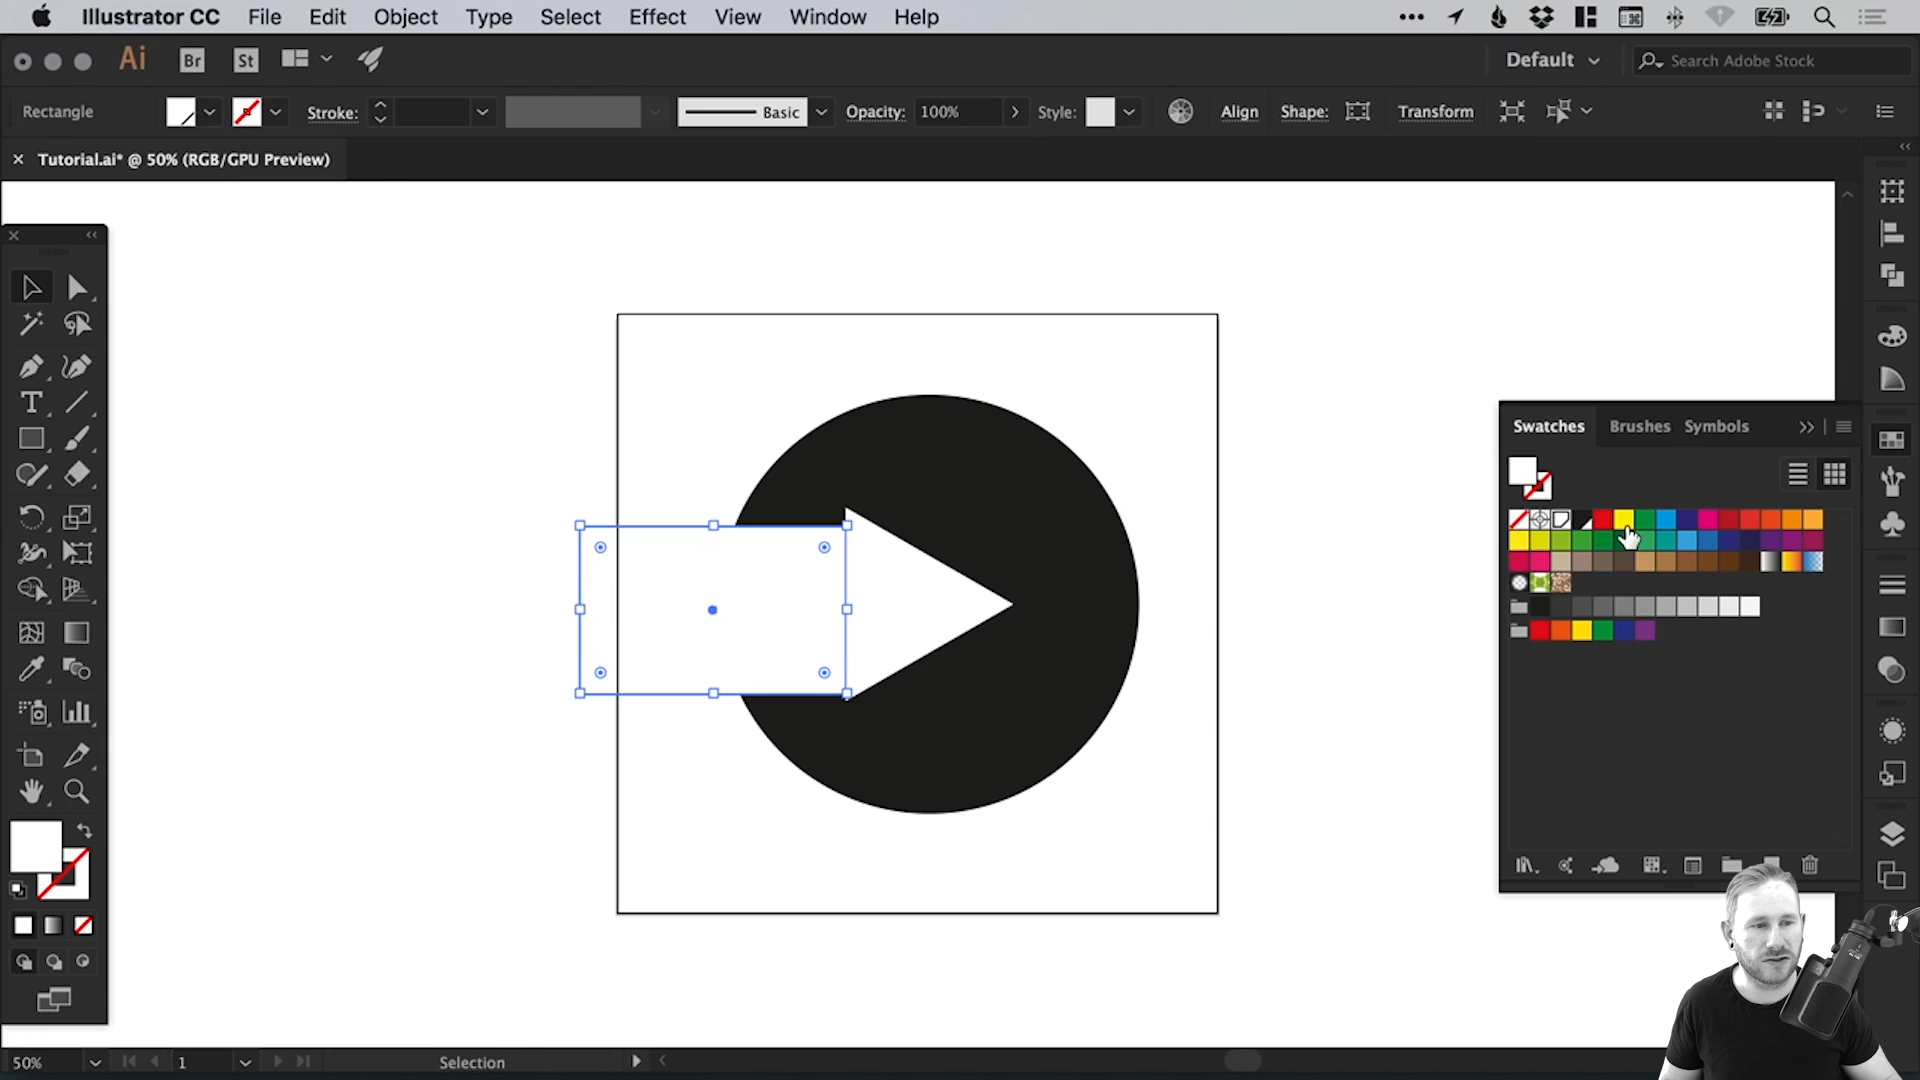 Illustrator CC File Edit Object Type Select Effect View Window Help
Ai Br St Default Search Adobe Stock
Rectangle Stroke: Basic Opacity: 100% Style: Align Shape: Transform
Tutorial.ai* @ 50% (RGB/GPU Preview)
Swatches Brushes Symbols
50% 1 Selection